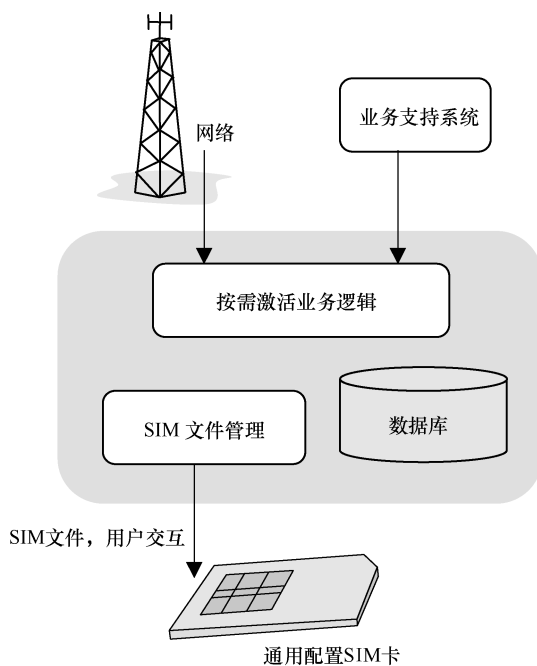 网络
业务支持系统
按需激活业务逻辑
SIM 文件管理
数据库
SIM文件，用户交互
通用配置SIM卡